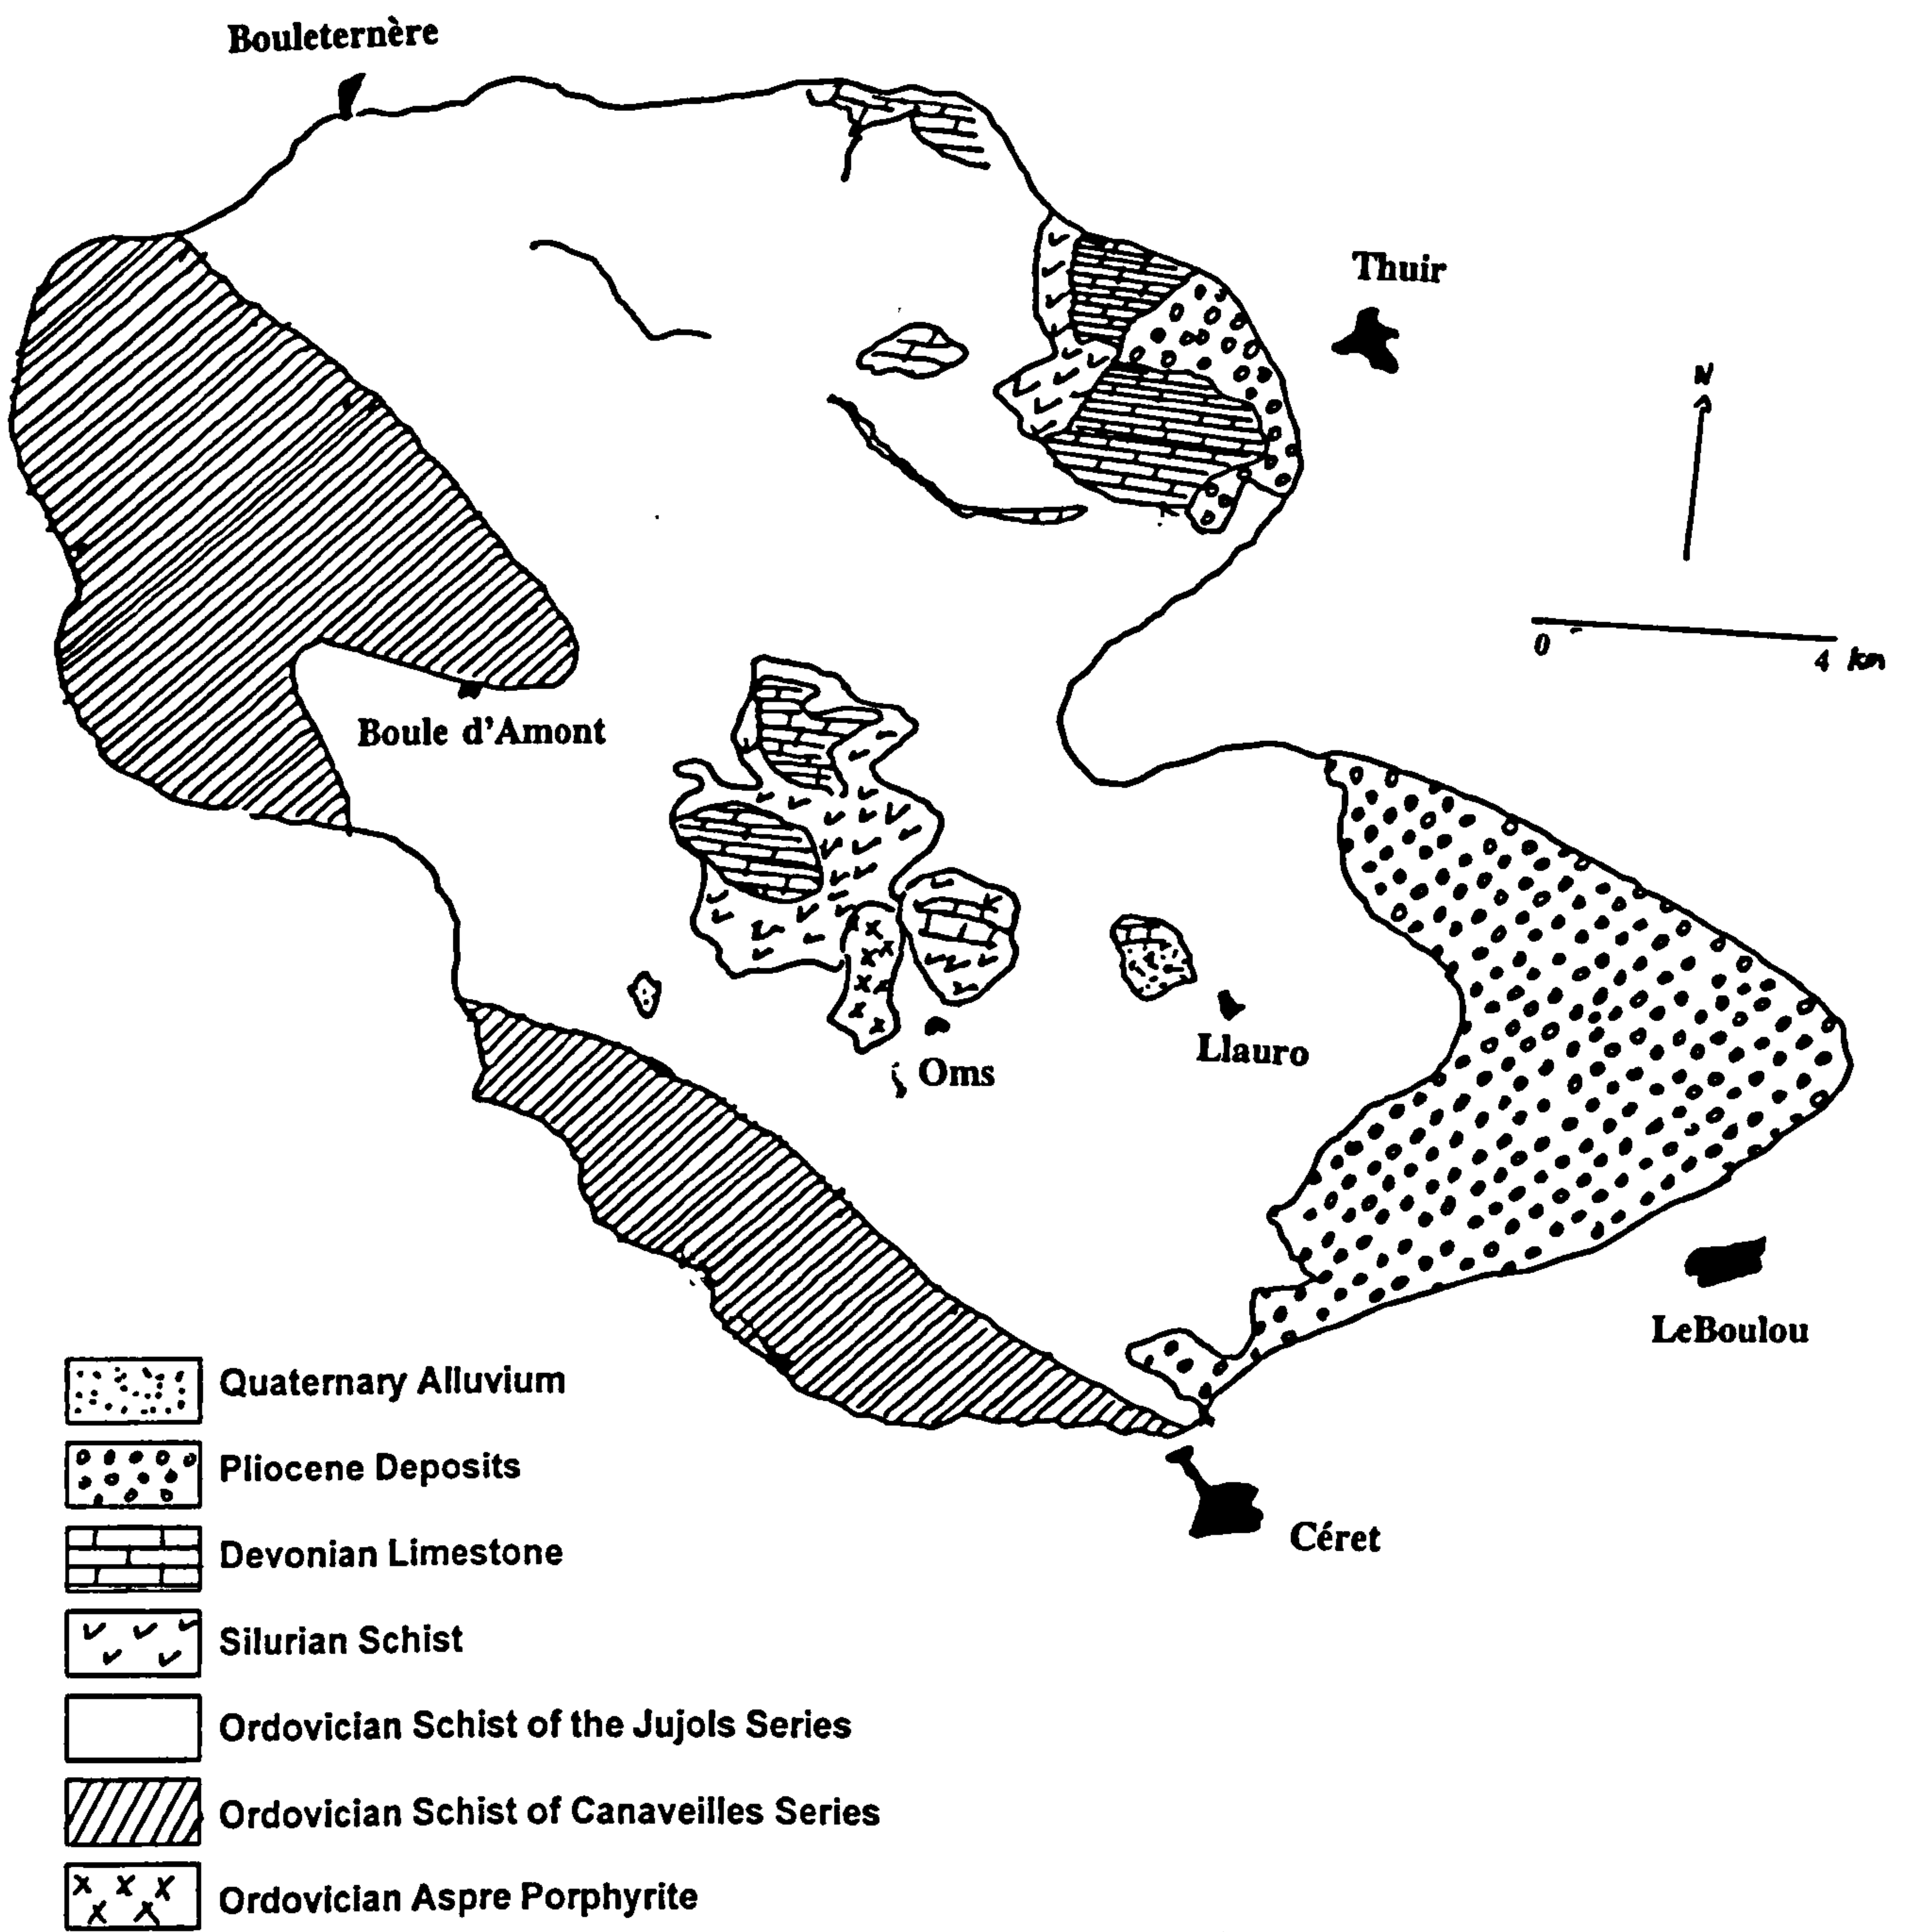 Bouleternère
Thuir
N
0 4 km
Boule d'Amont
Llauro
Oms
LeBoulou
Céret
Quaternary Alluvium
Pliocene Deposits
Devonian Limestone
Silurian Schist
Ordovician Schist of the Jujols Series
Ordovician Schist of Canaveilles Series
Ordovician Aspre Porphyrite